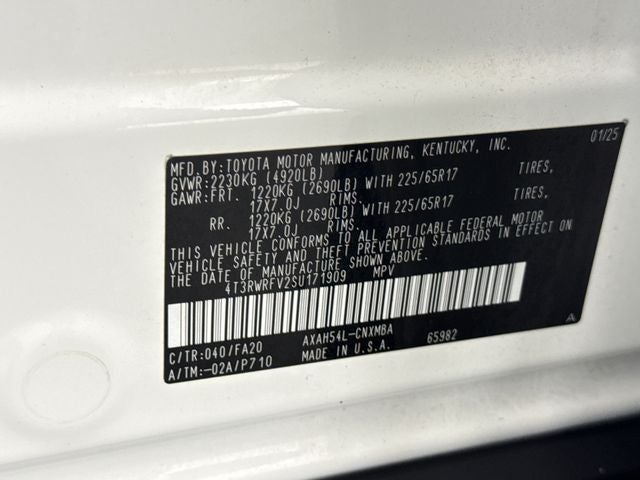 MFD. BY: TOYOTA MOTOR MANUFACTURING, KENTUCKY, INC. 01/25
GVWR: 2230KG (4920LB)
GAWR: FRT. 1220KG (2690LB) WITH 225/65R17 TIRES,
17X7.0J RIMS.
RR. 1220KG (2690LB) WITH 225/65R17 TIRES,
17X7.0J RIMS.
THIS VEHICLE CONFORMS TO ALL APPLICABLE FEDERAL MOTOR
VEHICLE SAFETY AND THEFT PREVENTION STANDARDS IN EFFECT ON
THE DATE OF MANUFACTURE SHOWN ABOVE.
4T3RWRFV2SU171909 MPV
C/TR: 040/FA20 AXAH54L-CNXMBA 65982
A/TM: -02A/P710 MADE IN U.S.A. A